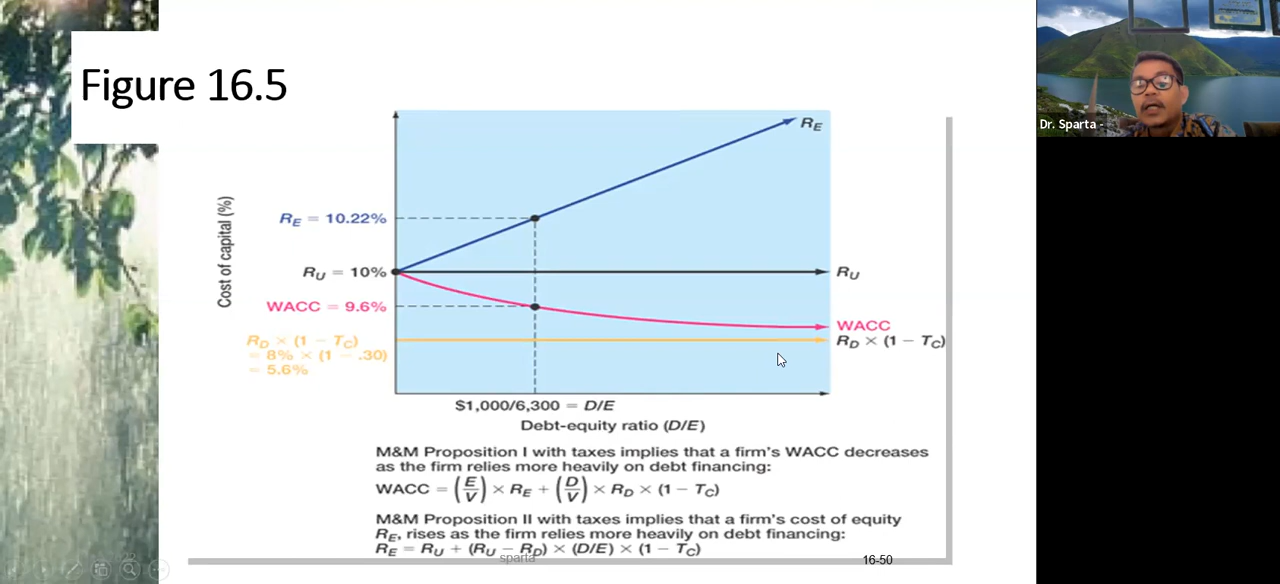 Figure 16.5
Dr. Sparta -
Cost of capital (%)
R_E
R_E = 10.22%
R_U = 10%
R_U
WACC = 9.6%
WACC
R_D × (1 − T_C)
= 8% × (1 − .30)
= 5.6%
R_D × (1 − T_C)
$1,000/6,300 = D/E
Debt-equity ratio (D/E)
M&M Proposition I with taxes implies that a firm's WACC decreases
as the firm relies more heavily on debt financing:
WACC = (E/V) × R_E + (D/V) × R_D × (1 − T_C)
M&M Proposition II with taxes implies that a firm's cost of equity
R_E, rises as the firm relies more heavily on debt financing:
R_E = R_U + (R_U − R_D) × (D/E) × (1 − T_C)
sparta
16-50